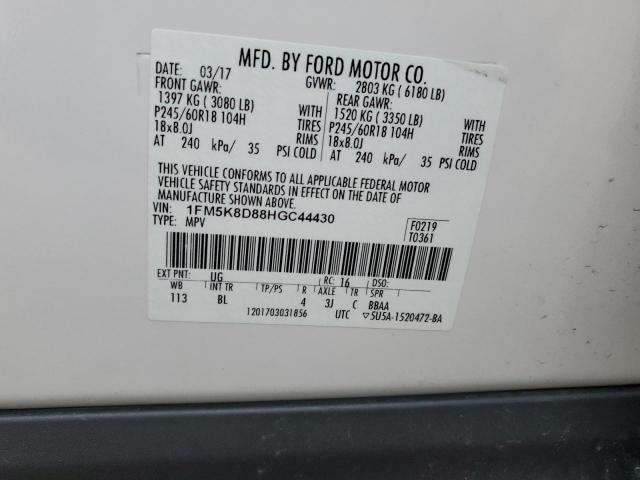 MFD. BY FORD MOTOR CO.
DATE: 03/17 GVWR: 2803 KG ( 6180 LB)
FRONT GAWR: REAR GAWR:
1397 KG ( 3080 LB) WITH 1520 KG ( 3350 LB) WITH
P245/60R18 104H TIRES P245/60R18 104H TIRES
18x8.0J RIMS 18x8.0J RIMS
AT 240 kPa/ 35 PSI COLD AT 240 kPa/ 35 PSI COLD
THIS VEHICLE CONFORMS TO ALL APPLICABLE FEDERAL MOTOR
VEHICLE SAFETY STANDARDS IN EFFECT ON THE DATE OF
MANUFACTURE SHOWN ABOVE.
VIN: 1FM5K8D88HGC44430 F0219
TYPE: MPV T0361
EXT PNT: UG RC: 16 DSO:
WB INT TR TP/PS R AXLE TR SPR
113 BL 4 3J C BBAA
1201703031856 UTC ▽5U5A-1520472-BA